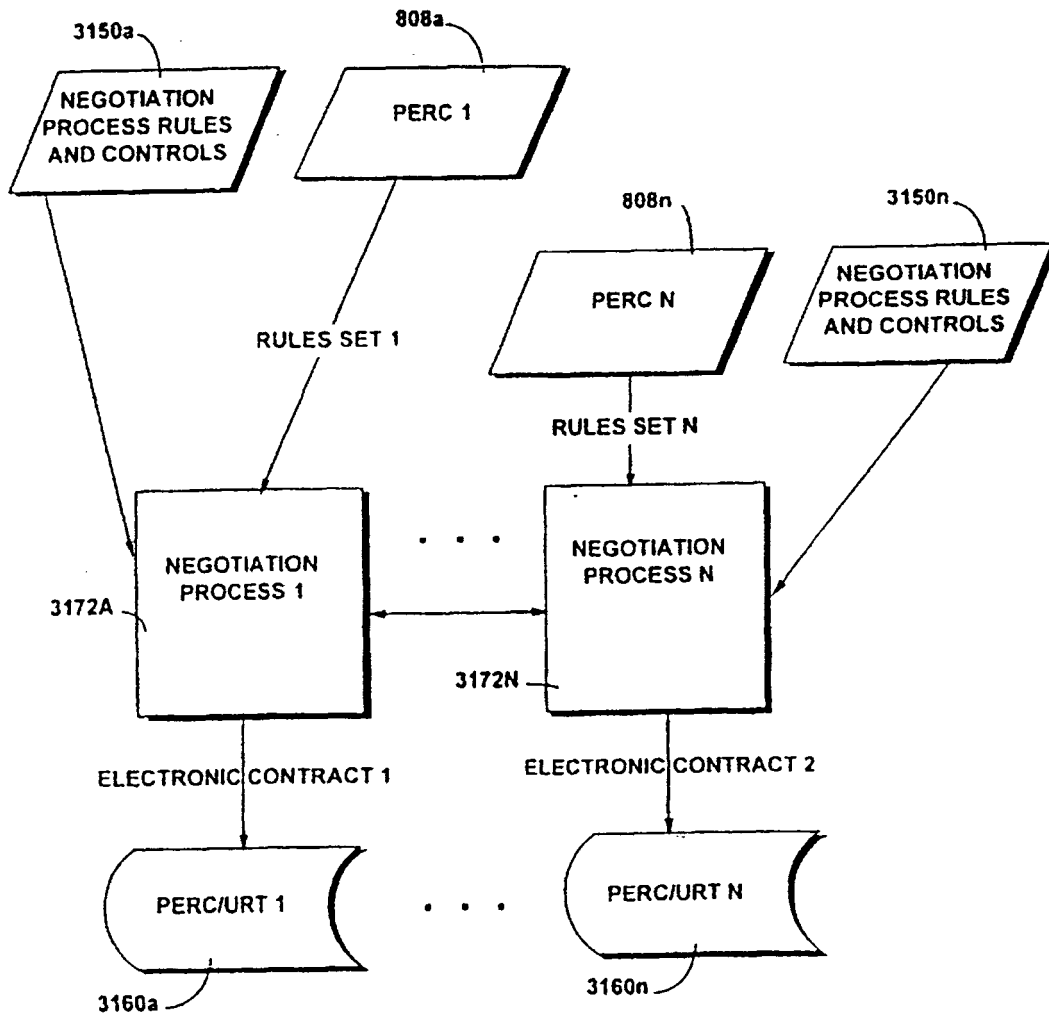 3150a
808a
NEGOTIATION
PROCESS RULES
AND CONTROLS
PERC 1
808n
3150n
PERC N
NEGOTIATION
PROCESS RULES
AND CONTROLS
RULES SET 1
RULES SET N
NEGOTIATION
PROCESS 1
NEGOTIATION
PROCESS N
. . .
3172A
3172N
ELECTRONIC CONTRACT 1
ELECTRONIC CONTRACT 2
PERC/URT 1
. . .
PERC/URT N
3160a
3160n